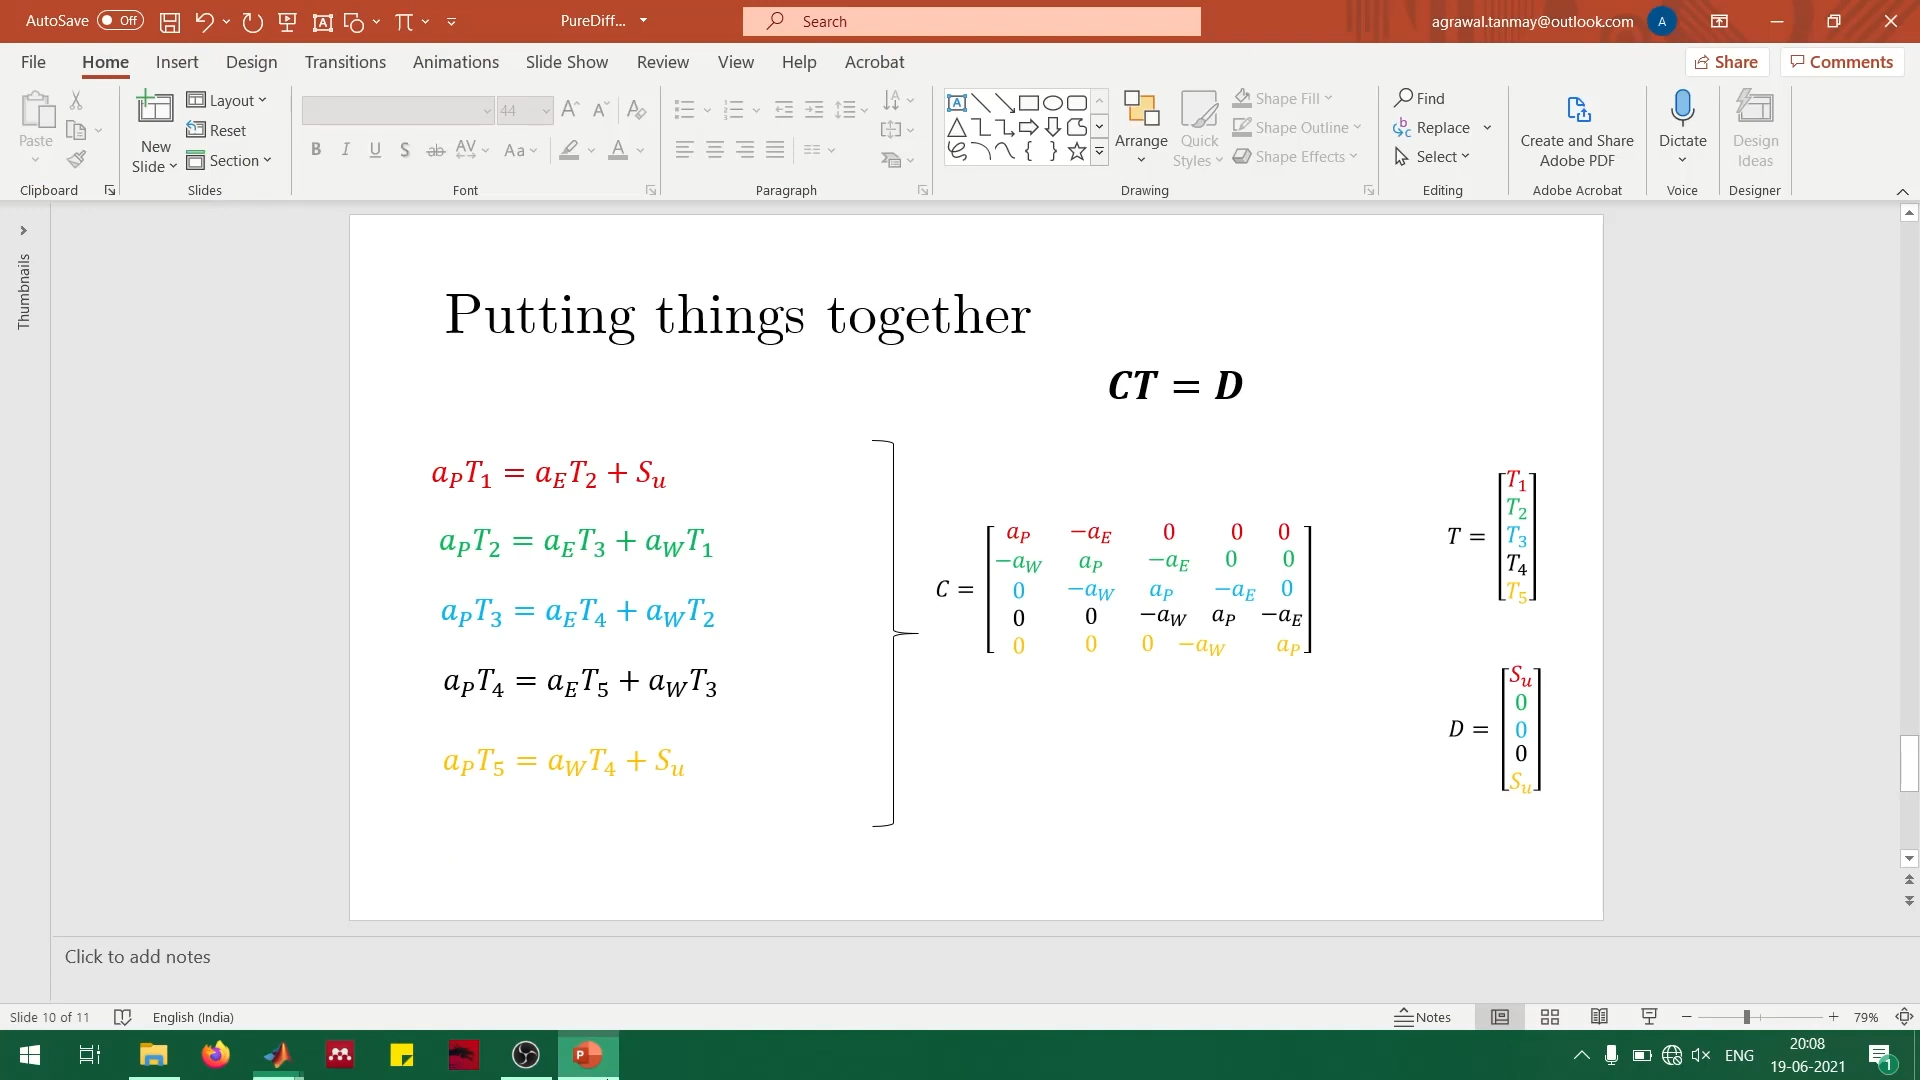 AutoSave Off PureDiff... Search agrawal.tanmay@outlook.com A
File Home Insert Design Transitions Animations Slide Show Review View Help Acrobat Share Comments
Paste New Slide Layout Reset Section 44 B I U S ab AV Aa A Arrange Quick Styles Shape Fill Shape Outline Shape Effects Find Replace Select Create and Share Adobe PDF Dictate Design Ideas
Clipboard Slides Font Paragraph Drawing Editing Adobe Acrobat Voice Designer
Thumbnails
Putting things together
CT = D
a_P T_1 = a_E T_2 + S_u
a_P T_2 = a_E T_3 + a_W T_1
a_P T_3 = a_E T_4 + a_W T_2
a_P T_4 = a_E T_5 + a_W T_3
a_P T_5 = a_W T_4 + S_u
C =
a_P −a_E 0 0 0
−a_W a_P −a_E 0 0
0 −a_W a_P −a_E 0
0 0 −a_W a_P −a_E
0 0 0 −a_W a_P
T =
T_1
T_2
T_3
T_4
T_5
D =
S_u
0
0
0
S_u
Click to add notes
Slide 10 of 11 English (India) Notes 79%
ENG 20:08
19-06-2021
1